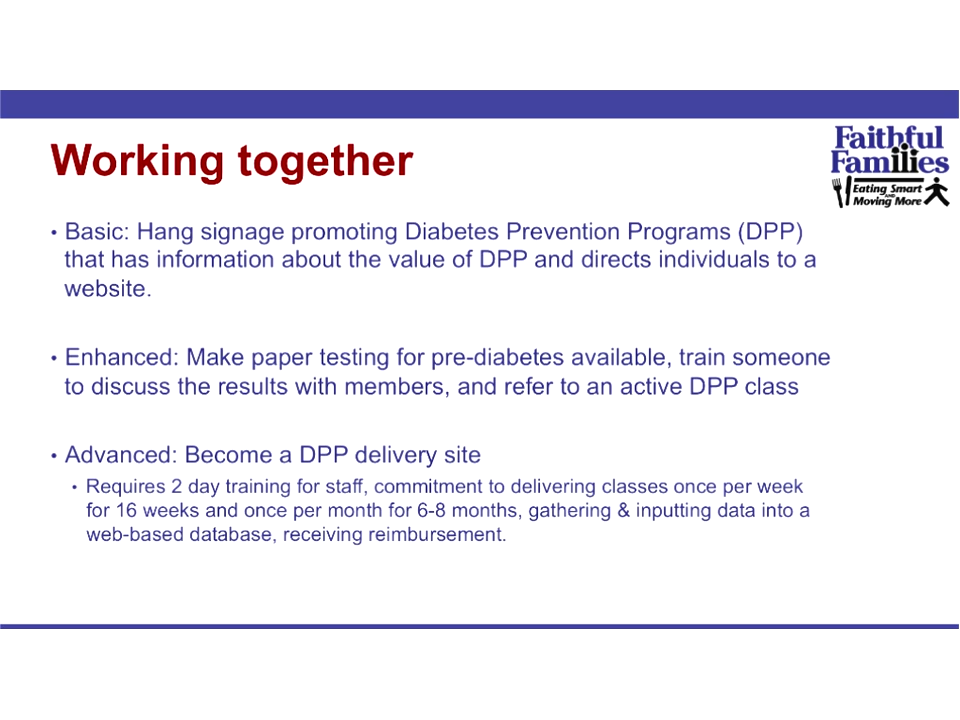 Working together
Faithful
Families
Eating Smart
AND
Moving More
• Basic: Hang signage promoting Diabetes Prevention Programs (DPP)
that has information about the value of DPP and directs individuals to a
website.
• Enhanced: Make paper testing for pre-diabetes available, train someone
to discuss the results with members, and refer to an active DPP class
• Advanced: Become a DPP delivery site
• Requires 2 day training for staff, commitment to delivering classes once per week
for 16 weeks and once per month for 6-8 months, gathering & inputting data into a
web-based database, receiving reimbursement.